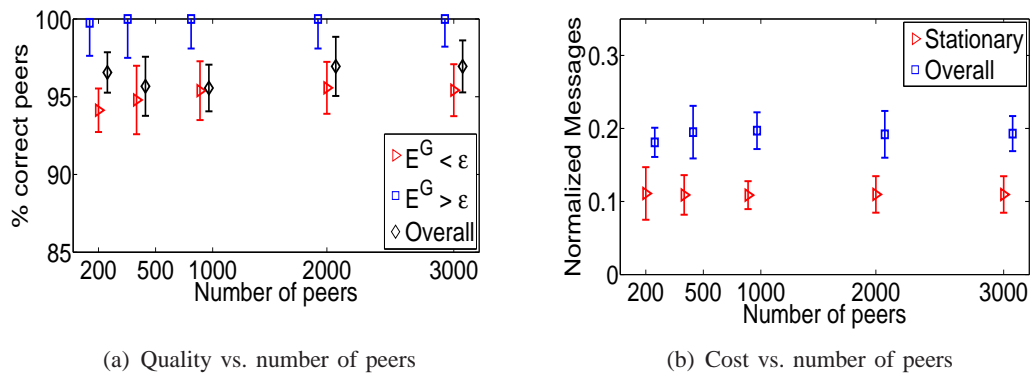 100
95
90
85
% correct peers
E^G < ε
E^G > ε
Overall
200 500 1000 2000 3000
Number of peers
(a) Quality vs. number of peers
0.3
0.2
0.1
0
Normalized Messages
Stationary
Overall
200 500 1000 2000 3000
Number of peers
(b) Cost vs. number of peers